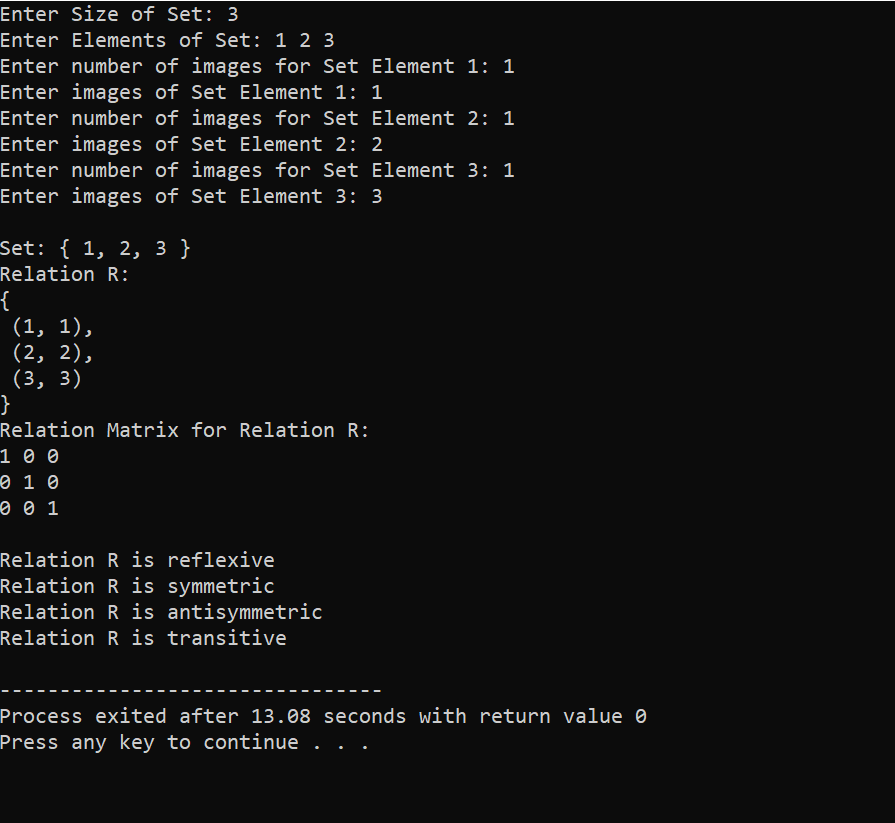 Enter Size of Set: 3
Enter Elements of Set: 1 2 3
Enter number of images for Set Element 1: 1
Enter images of Set Element 1: 1
Enter number of images for Set Element 2: 1
Enter images of Set Element 2: 2
Enter number of images for Set Element 3: 1
Enter images of Set Element 3: 3

Set: { 1, 2, 3 }
Relation R:
{
 (1, 1),
 (2, 2),
 (3, 3)
}
Relation Matrix for Relation R:
1 0 0
0 1 0
0 0 1

Relation R is reflexive
Relation R is symmetric
Relation R is antisymmetric
Relation R is transitive

--------------------------------
Process exited after 13.08 seconds with return value 0
Press any key to continue . . .